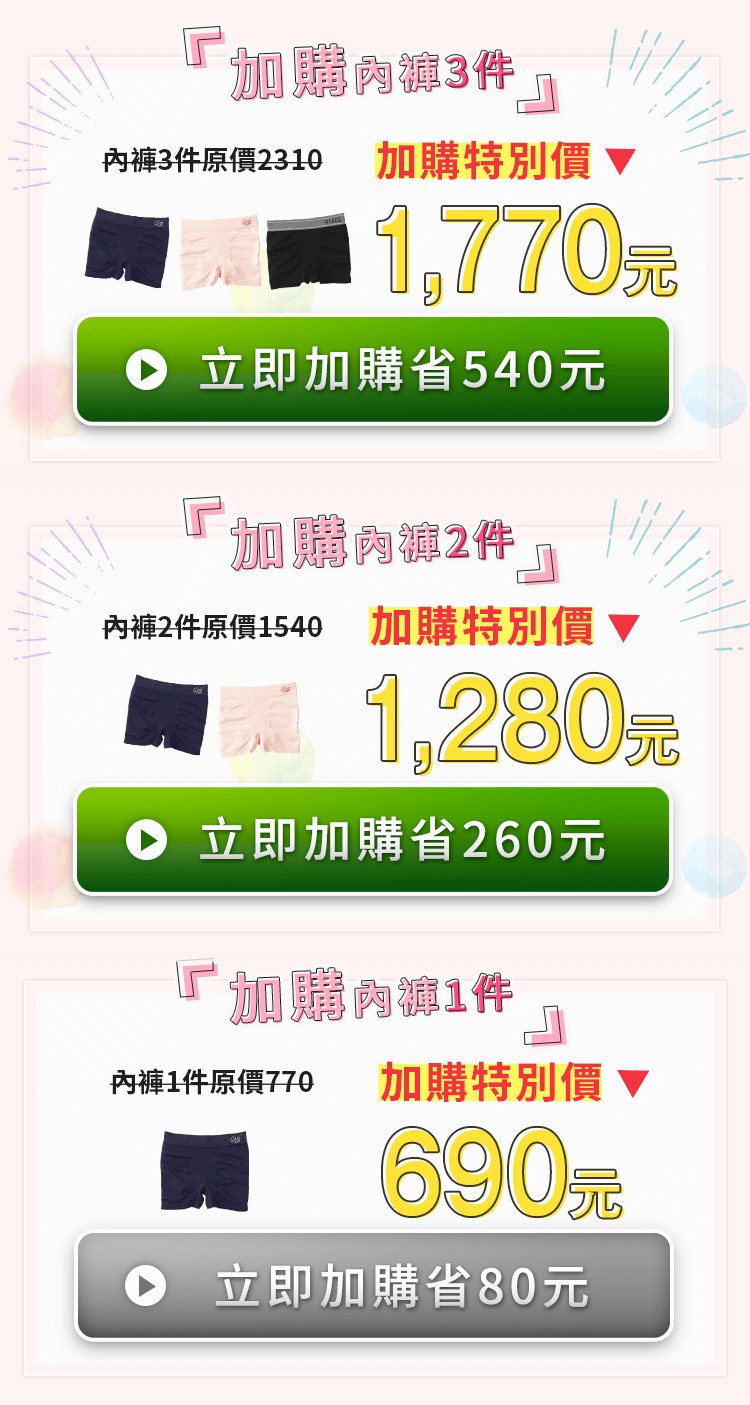 『加購內褲3件』
內褲3件原價2310
加購特別價▼
1,770元
立即加購省540元
『加購內褲2件』
內褲2件原價1540
加購特別價▼
1,280元
立即加購省260元
『加購內褲1件』
內褲1件原價770
加購特別價▼
690元
立即加購省80元